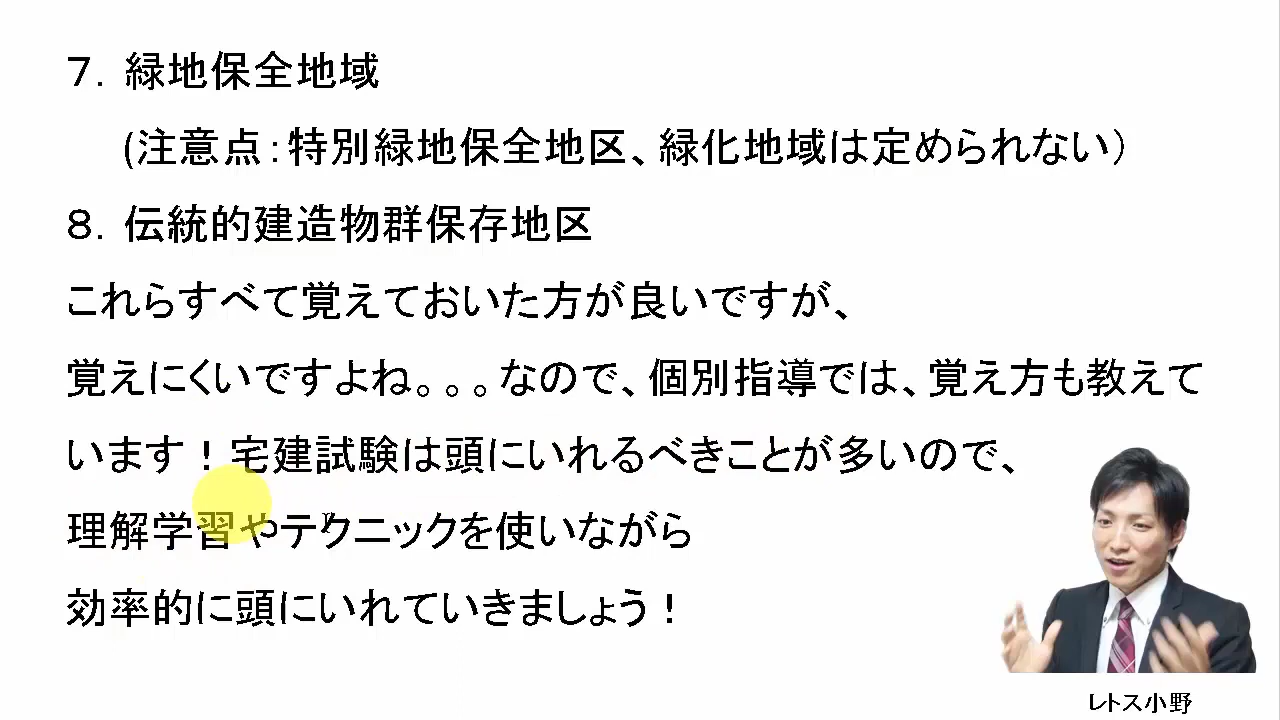 ７．緑地保全地域
(注意点：特別緑地保全地区、緑化地域は定められない）
８．伝統的建造物群保存地区
これらすべて覚えておいた方が良いですが、
覚えにくいですよね。。。なので、個別指導では、覚え方も教えて
います！宅建試験は頭にいれるべきことが多いので、
理解学習やテクニックを使いながら
効率的に頭にいれていきましょう！
レトス小野